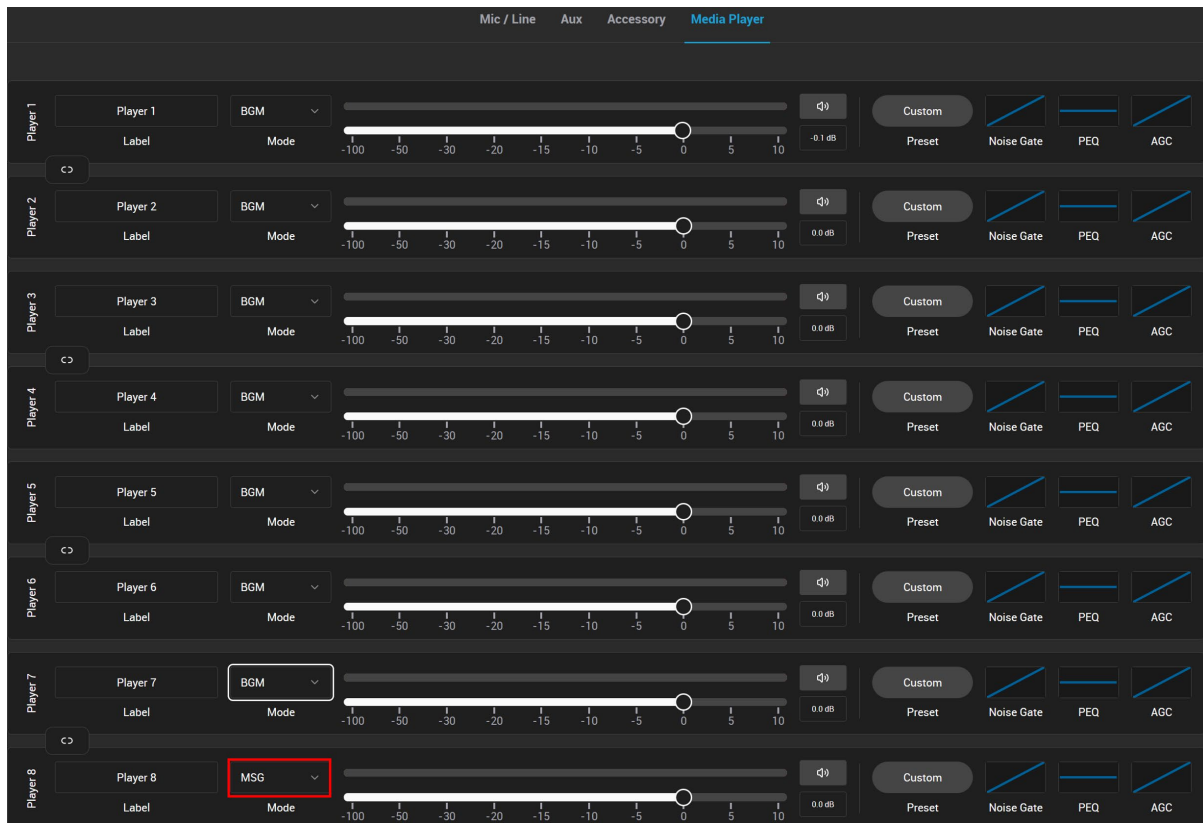 Mic / Line Aux Accessory Media Player
Player 1
Player 1 BGM -0.1 dB Custom
Label Mode -100 -50 -30 -20 -15 -10 -5 0 5 10 Preset Noise Gate PEQ AGC
Player 2
Player 2 BGM 0.0 dB Custom
Label Mode -100 -50 -30 -20 -15 -10 -5 0 5 10 Preset Noise Gate PEQ AGC
Player 3
Player 3 BGM 0.0 dB Custom
Label Mode -100 -50 -30 -20 -15 -10 -5 0 5 10 Preset Noise Gate PEQ AGC
Player 4
Player 4 BGM 0.0 dB Custom
Label Mode -100 -50 -30 -20 -15 -10 -5 0 5 10 Preset Noise Gate PEQ AGC
Player 5
Player 5 BGM 0.0 dB Custom
Label Mode -100 -50 -30 -20 -15 -10 -5 0 5 10 Preset Noise Gate PEQ AGC
Player 6
Player 6 BGM 0.0 dB Custom
Label Mode -100 -50 -30 -20 -15 -10 -5 0 5 10 Preset Noise Gate PEQ AGC
Player 7
Player 7 BGM 0.0 dB Custom
Label Mode -100 -50 -30 -20 -15 -10 -5 0 5 10 Preset Noise Gate PEQ AGC
Player 8
Player 8 MSG 0.0 dB Custom
Label Mode -100 -50 -30 -20 -15 -10 -5 0 5 10 Preset Noise Gate PEQ AGC